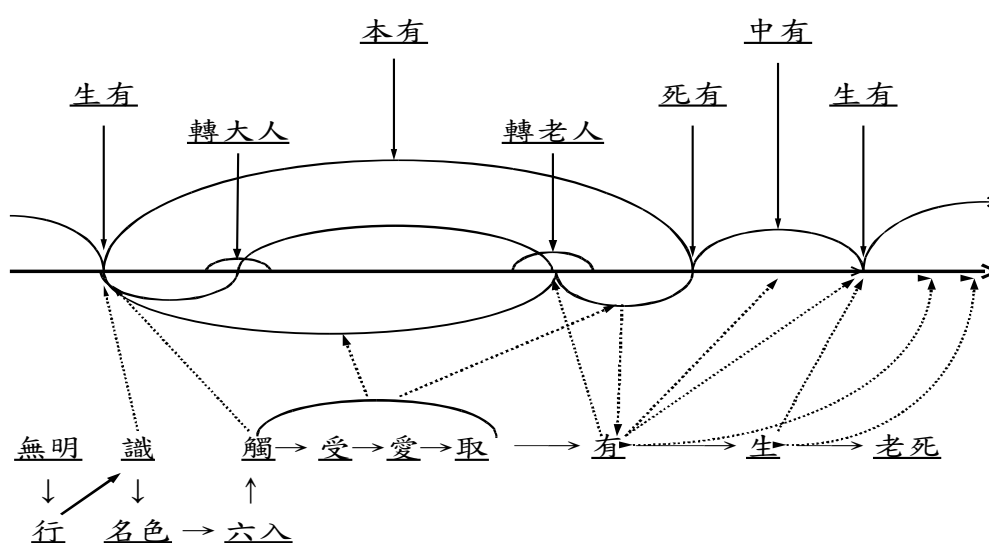 本有
中有
生有
死有
生有
轉大人
轉老人
無明
識
觸→受→愛→取→有→生→老死
↓
↓
↑
行
名色→六入